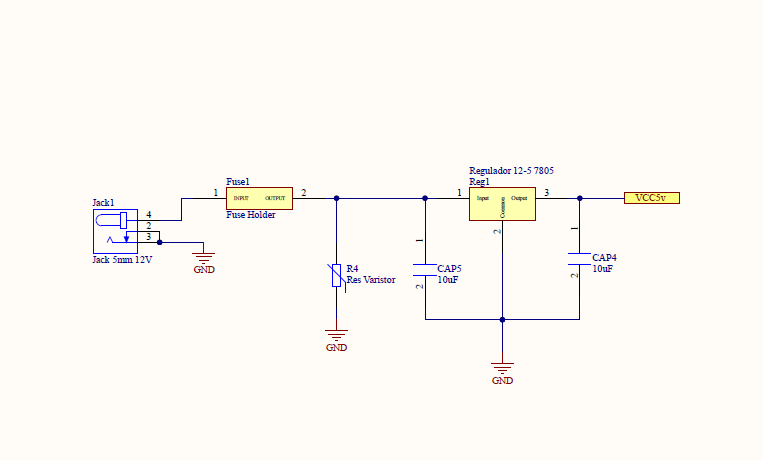 Jack1
4
2
3
Jack 5mm 12V
GND
Fuse1
1
INPUT OUTPUT
2
Fuse Holder
R4
Res Varistor
GND
1
CAP5
10uF
2
Regulador 12-5 7805
Reg1
1
Input
Common
Output
3
2
GND
1
CAP4
10uF
2
VCC5v